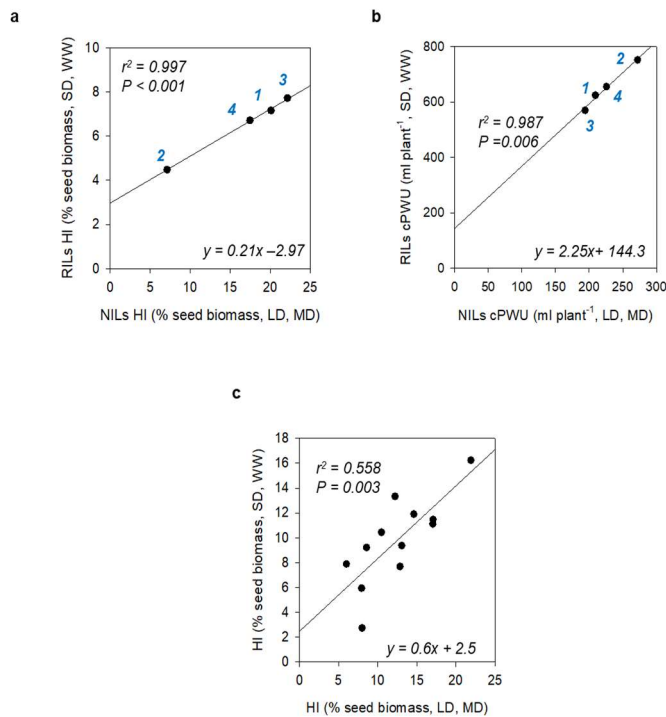 a
10
8
6
4
2
0
RILs HI (% seed biomass, SD, WW)
r² = 0.997
P < 0.001
2
4
1
3
y = 0.21x –2.97
0 5 10 15 20 25
NILs HI (% seed biomass, LD, MD)
b
800
600
400
200
0
RILs cPWU (ml plant⁻¹, SD, WW)
r² = 0.987
P =0.006
1
2
3
4
y = 2.25x+ 144.3
0 50 100 150 200 250 300
NILs cPWU (ml plant⁻¹, LD, MD)
c
18
16
14
12
10
8
6
4
2
0
HI (% seed biomass, SD, WW)
r² = 0.558
P = 0.003
y = 0.6x + 2.5
0 5 10 15 20 25
HI (% seed biomass, LD, MD)